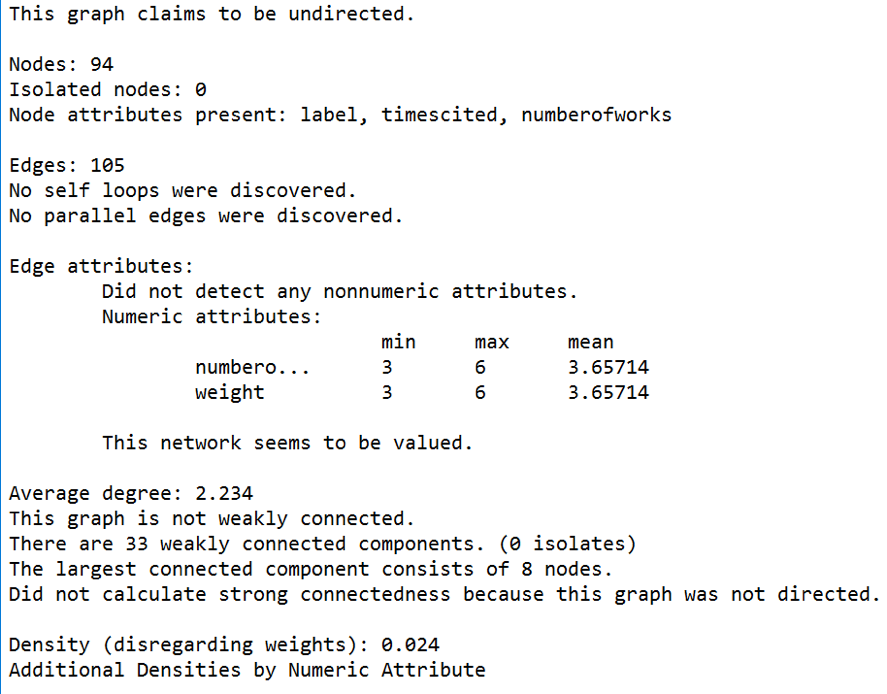 This graph claims to be undirected.
Nodes: 94
Isolated nodes: 0
Node attributes present: label, timescited, numberofworks
Edges: 105
No self loops were discovered.
No parallel edges were discovered.
Edge attributes:
Did not detect any nonnumeric attributes.
Numeric attributes:
min max mean
numbero... 3 6 3.65714
weight 3 6 3.65714
This network seems to be valued.
Average degree: 2.234
This graph is not weakly connected.
There are 33 weakly connected components. (0 isolates)
The largest connected component consists of 8 nodes.
Did not calculate strong connectedness because this graph was not directed.
Density (disregarding weights): 0.024
Additional Densities by Numeric Attribute